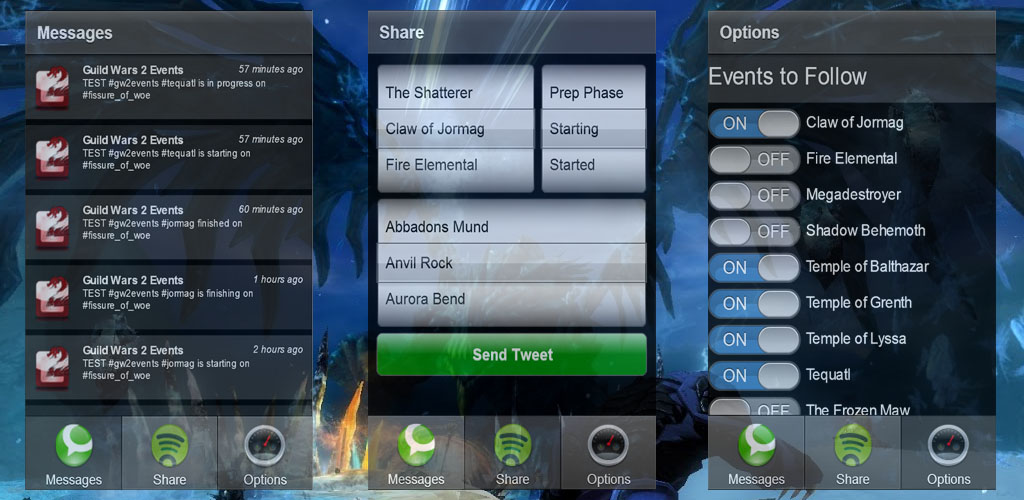 Messages
Guild Wars 2 Events 57 minutes ago
TEST #gw2events #tequatl is in progress on
#fissure_of_woe
Guild Wars 2 Events 57 minutes ago
TEST #gw2events #tequatl is starting on
#fissure_of_woe
Guild Wars 2 Events 60 minutes ago
TEST #gw2events #jormag finished on
#fissure_of_woe
Guild Wars 2 Events 1 hours ago
TEST #gw2events #jormag is finishing on
#fissure_of_woe
Guild Wars 2 Events 2 hours ago
TEST #gw2events #jormag is starting on
#fissure_of_woe
Messages Share Options
Share
The Shatterer Prep Phase
Claw of Jormag Starting
Fire Elemental Started
Abbadons Mund
Anvil Rock
Aurora Bend
Send Tweet
Messages Share Options
Options
Events to Follow
ON Claw of Jormag
OFF Fire Elemental
OFF Megadestroyer
OFF Shadow Behemoth
ON Temple of Balthazar
ON Temple of Grenth
ON Temple of Lyssa
ON Tequatl
OFF The Frozen Maw
Messages Share Options